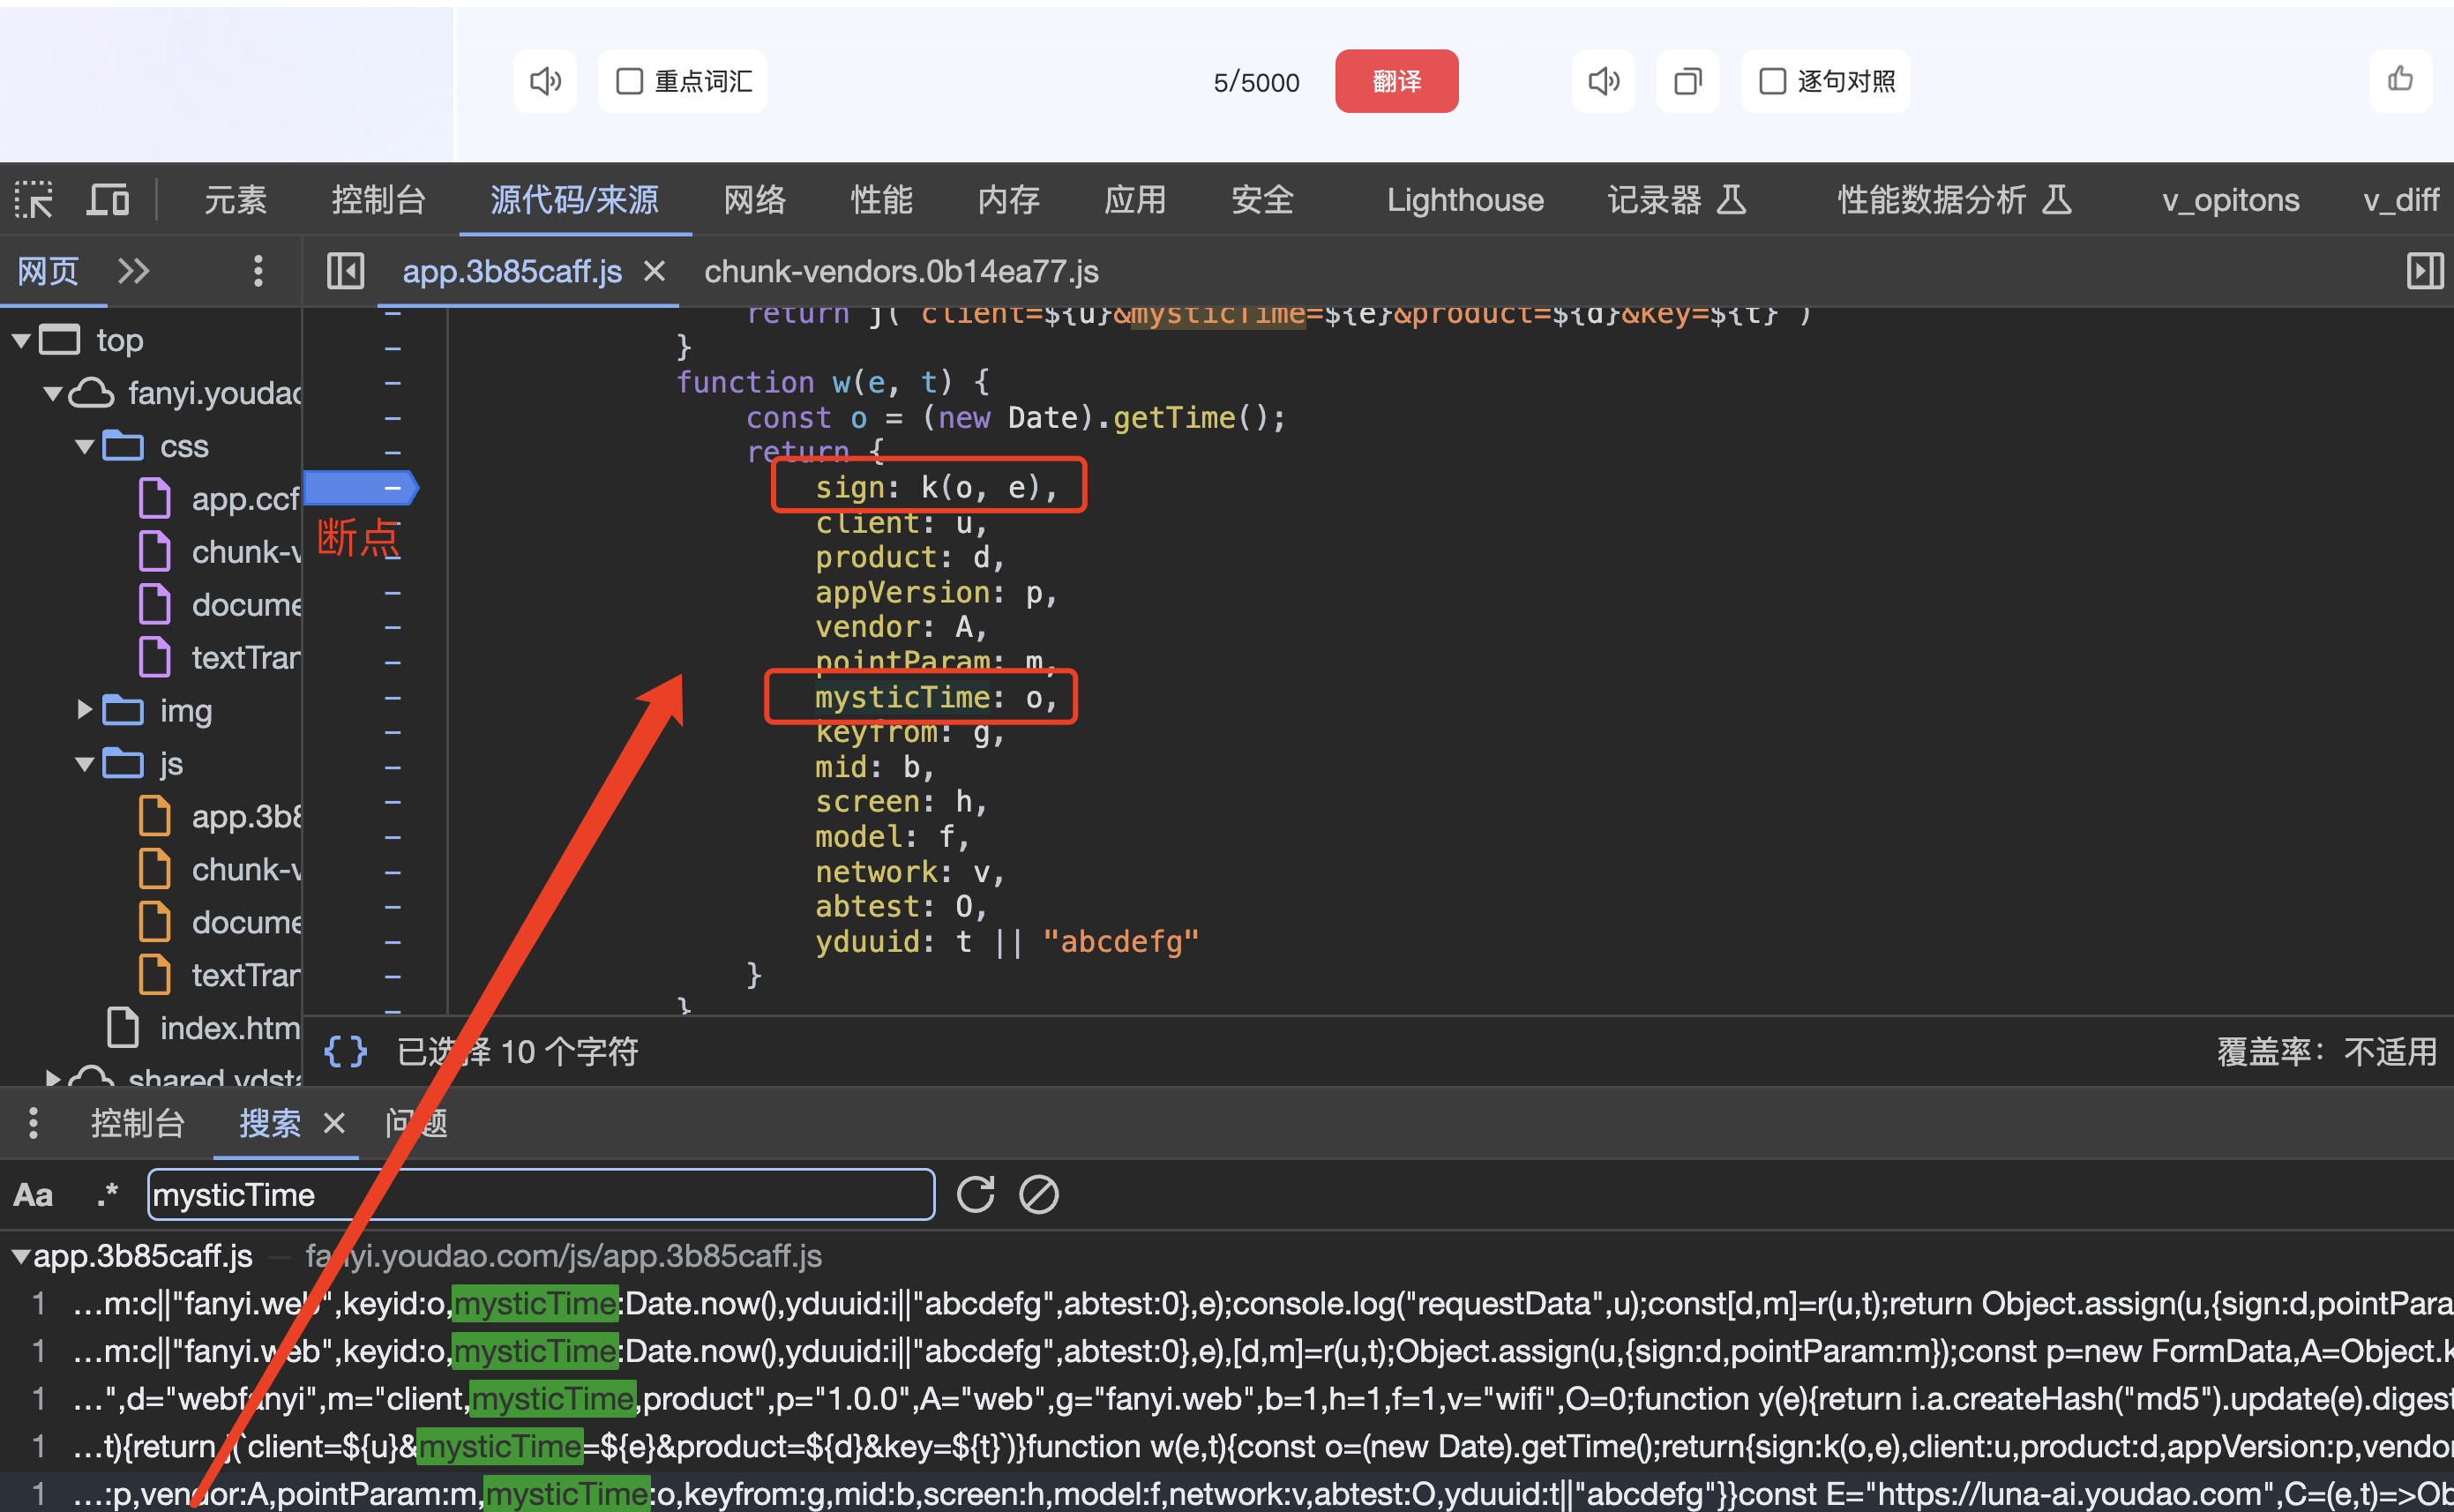 重点词汇
5/5000
翻译
逐句对照
元素 控制台 源代码/来源 网络 性能 内存 应用 安全 Lighthouse 记录器 性能数据分析 v_opitons v_diff
网页 app.3b85caff.js chunk-vendors.0b14ea77.js
top
fanyi.youdao
css
app.ccf
chunk-v
docume
textTran
img
js
app.3b8
chunk-v
docume
textTran
index.htm
shared.ydsta
return j(`client=${u}&mysticTime=${e}&product=${d}&key=${t}`)
}
function w(e, t) {
const o = (new Date).getTime();
return {
sign: k(o, e),
client: u,
product: d,
appVersion: p,
vendor: A,
pointParam: m,
mysticTime: o,
keyfrom: g,
mid: b,
screen: h,
model: f,
network: v,
abtest: O,
yduuid: t || "abcdefg"
}
}
断点
{} 已选择 10 个字符
覆盖率：不适用
控制台 搜索 问题
Aa .* mysticTime
app.3b85caff.js — fanyi.youdao.com/js/app.3b85caff.js
1 …m:c||"fanyi.web",keyid:o,mysticTime:Date.now(),yduuid:i||"abcdefg",abtest:0},e);console.log("requestData",u);const[d,m]=r(u,t);return Object.assign(u,{sign:d,pointPara
1 …m:c||"fanyi.web",keyid:o,mysticTime:Date.now(),yduuid:i||"abcdefg",abtest:0},e),[d,m]=r(u,t);Object.assign(u,{sign:d,pointParam:m});const p=new FormData,A=Object.k
1 …",d="webfanyi",m="client,mysticTime,product",p="1.0.0",A="web",g="fanyi.web",b=1,h=1,f=1,v="wifi",O=0;function y(e){return i.a.createHash("md5").update(e).digest
1 …t){return j(`client=${u}&mysticTime=${e}&product=${d}&key=${t}`)}function w(e,t){const o=(new Date).getTime();return{sign:k(o,e),client:u,product:d,appVersion:p,vendor
1 …:p,vendor:A,pointParam:m,mysticTime:o,keyfrom:g,mid:b,screen:h,model:f,network:v,abtest:O,yduuid:t||"abcdefg"}}const E="https://luna-ai.youdao.com",C=(e,t)=>Ob